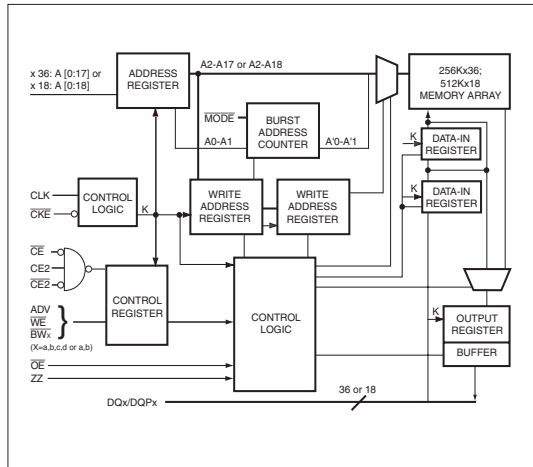 x 36: A [0:17] or
x 18: A [0:18]
ADDRESS
REGISTER
A2-A17 or A2-A18
256Kx36;
512Kx18
MEMORY ARRAY
MODE
A0-A1
BURST
ADDRESS
COUNTER
A'0-A'1
K
DATA-IN
REGISTER
K
DATA-IN
REGISTER
CLK
CKE
CONTROL
LOGIC
K
WRITE
ADDRESS
REGISTER
WRITE
ADDRESS
REGISTER
CE
CE2
CE2
ADV
WE
BWx
(X=a,b,c,d or a,b)
CONTROL
REGISTER
CONTROL
LOGIC
K
OUTPUT
REGISTER
BUFFER
OE
ZZ
DQx/DQPx
36 or 18